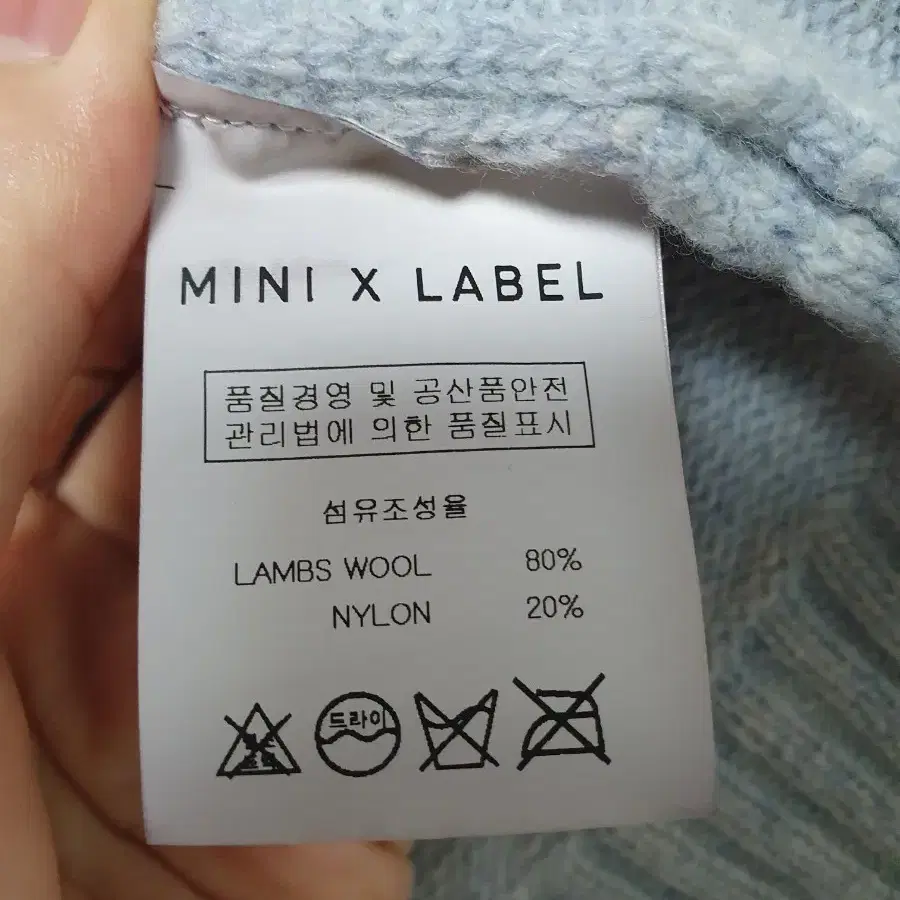 MINI X LABEL
품질경영 및 공산품안전
관리법에 의한 품질표시
섬유조성율
LAMBS WOOL 80%
NYLON 20%
드라이